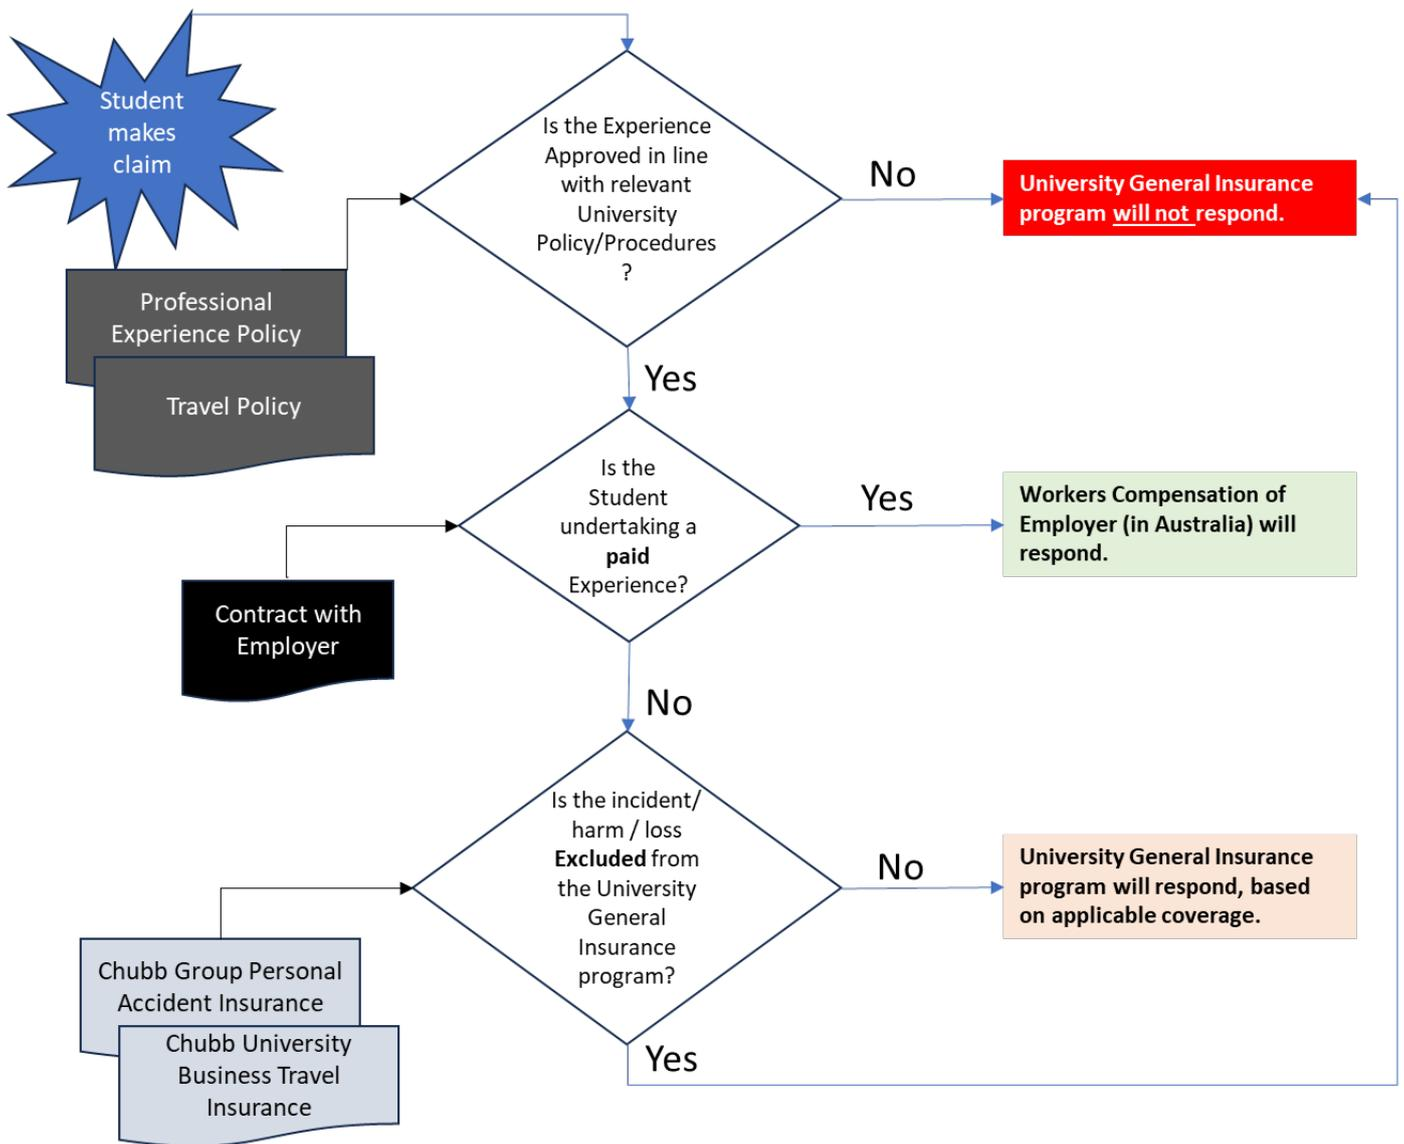 Student
makes
claim
Is the Experience
Approved in line
with relevant
University
Policy/Procedures
?
No
University General Insurance
program will not respond.
Professional
Experience Policy
Travel Policy
Yes
Is the
Student
undertaking a
paid
Experience?
Yes
Workers Compensation of
Employer (in Australia) will
respond.
Contract with
Employer
No
Is the incident/
harm / loss
Excluded from
the University
General
Insurance
program?
No
University General Insurance
program will respond, based
on applicable coverage.
Chubb Group Personal
Accident Insurance
Chubb University
Business Travel
Insurance
Yes